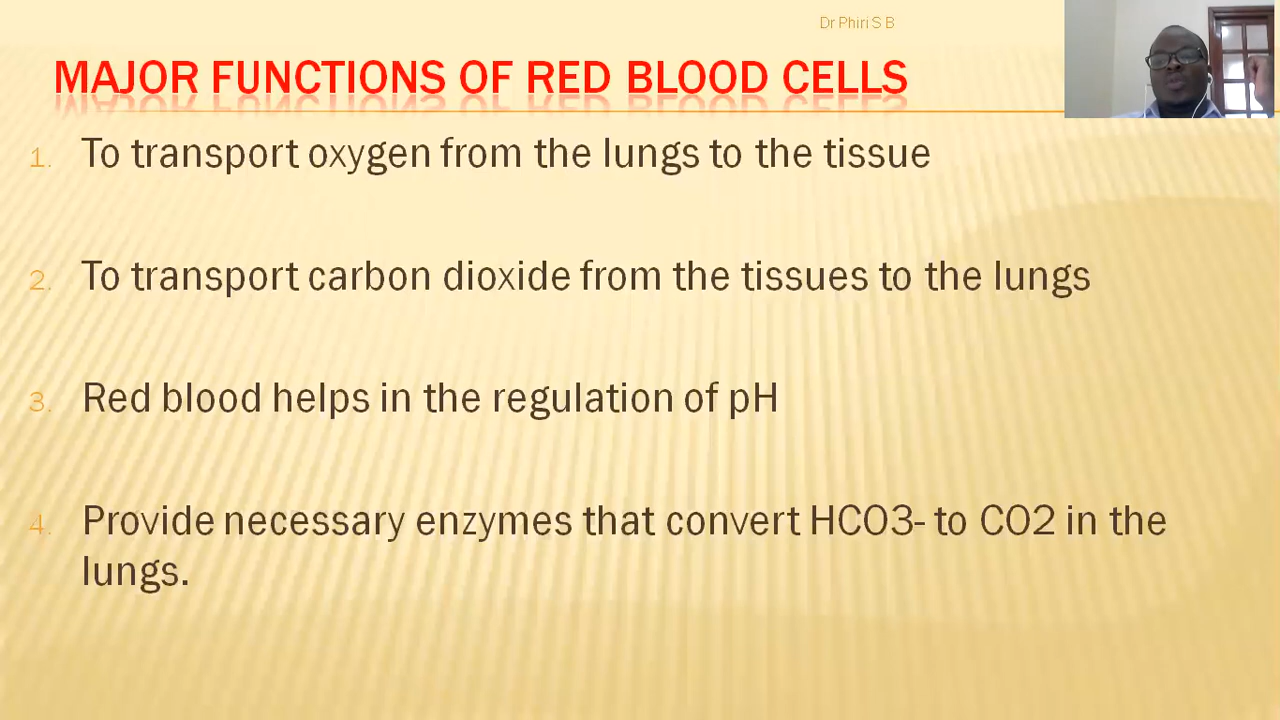 Dr Phiri S B
MAJOR FUNCTIONS OF RED BLOOD CELLS
1. To transport oxygen from the lungs to the tissue
2. To transport carbon dioxide from the tissues to the lungs
3. Red blood helps in the regulation of pH
4. Provide necessary enzymes that convert HCO3- to CO2 in the
lungs.